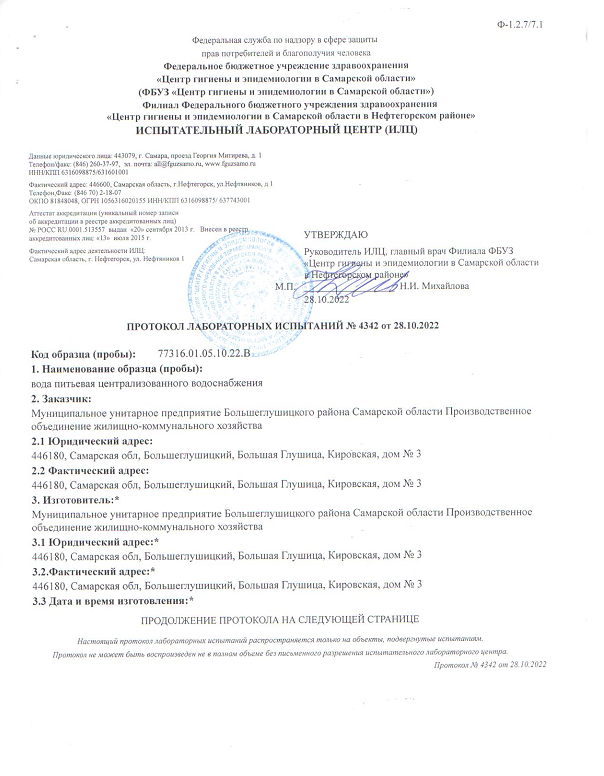 Ф-1.2.7/7.1
Федеральная служба по надзору в сфере защиты
прав потребителей и благополучия человека
Федеральное бюджетное учреждение здравоохранения
«Центр гигиены и эпидемиологии в Самарской области»
(ФБУЗ «Центр гигиены и эпидемиологии в Самарской области»)
Филиал Федерального бюджетного учреждения здравоохранения
«Центр гигиены и эпидемиологии в Самарской области в Нефтегорском районе»
ИСПЫТАТЕЛЬНЫЙ ЛАБОРАТОРНЫЙ ЦЕНТР (ИЛЦ)
Данные юридического лица: 443079, г. Самара, проезд Георгия Митирева, д. 1
Телефон/факс: (846) 260-37-97, эл. почта: all@fguzsamo.ru, www.fguzsamo.ru
ИНН/КПП 6316098875/631601001
Фактический адрес: 446600, Самарская область, г.Нефтегорск, ул.Нефтяников, д 1
Телефон,Факс: (846 70) 2-18-07
ОКПО 81848048, ОГРН 1056316020155 ИНН/КПП 6316098875/ 637743001
Аттестат аккредитации (уникальный номер записи
об аккредитации в реестре аккредитованных лиц)
№ РОСС RU.0001.513557 выдан «20» сентября 2013 г. Внесен в реестр
аккредитованных лиц «13» июля 2015 г.
Фактический адрес деятельности ИЛЦ:
Самарская область, г. Нефтегорск, ул. Нефтяников 1
УТВЕРЖДАЮ
Руководитель ИЛЦ, главный врач Филиала ФБУЗ
«Центр гигиены и эпидемиологии в Самарской области
в Нефтегорском районе»
М.П. Н.И. Михайлова
28.10.2022
ПРОТОКОЛ ЛАБОРАТОРНЫХ ИСПЫТАНИЙ № 4342 от 28.10.2022
Код образца (пробы): 77316.01.05.10.22.В
1. Наименование образца (пробы):
вода питьевая централизованного водоснабжения
2. Заказчик:
Муниципальное унитарное предприятие Большеглушицкого района Самарской области Производственное
объединение жилищно-коммунального хозяйства
2.1 Юридический адрес:
446180, Самарская обл, Большеглушицкий, Большая Глушица, Кировская, дом № 3
2.2 Фактический адрес:
446180, Самарская обл, Большеглушицкий, Большая Глушица, Кировская, дом № 3
3. Изготовитель:*
Муниципальное унитарное предприятие Большеглушицкого района Самарской области Производственное
объединение жилищно-коммунального хозяйства
3.1 Юридический адрес:*
446180, Самарская обл, Большеглушицкий, Большая Глушица, Кировская, дом № 3
3.2.Фактический адрес:*
446180, Самарская обл, Большеглушицкий, Большая Глушица, Кировская, дом № 3
3.3 Дата и время изготовления:*
ПРОДОЛЖЕНИЕ ПРОТОКОЛА НА СЛЕДУЮЩЕЙ СТРАНИЦЕ
Настоящий протокол лабораторных испытаний распространяется только на объекты, подвергнутые испытаниям.
Протокол не может быть воспроизведен не в полном объеме без письменного разрешения испытательного лабораторного центра.
Протокол № 4342 от 28.10.2022